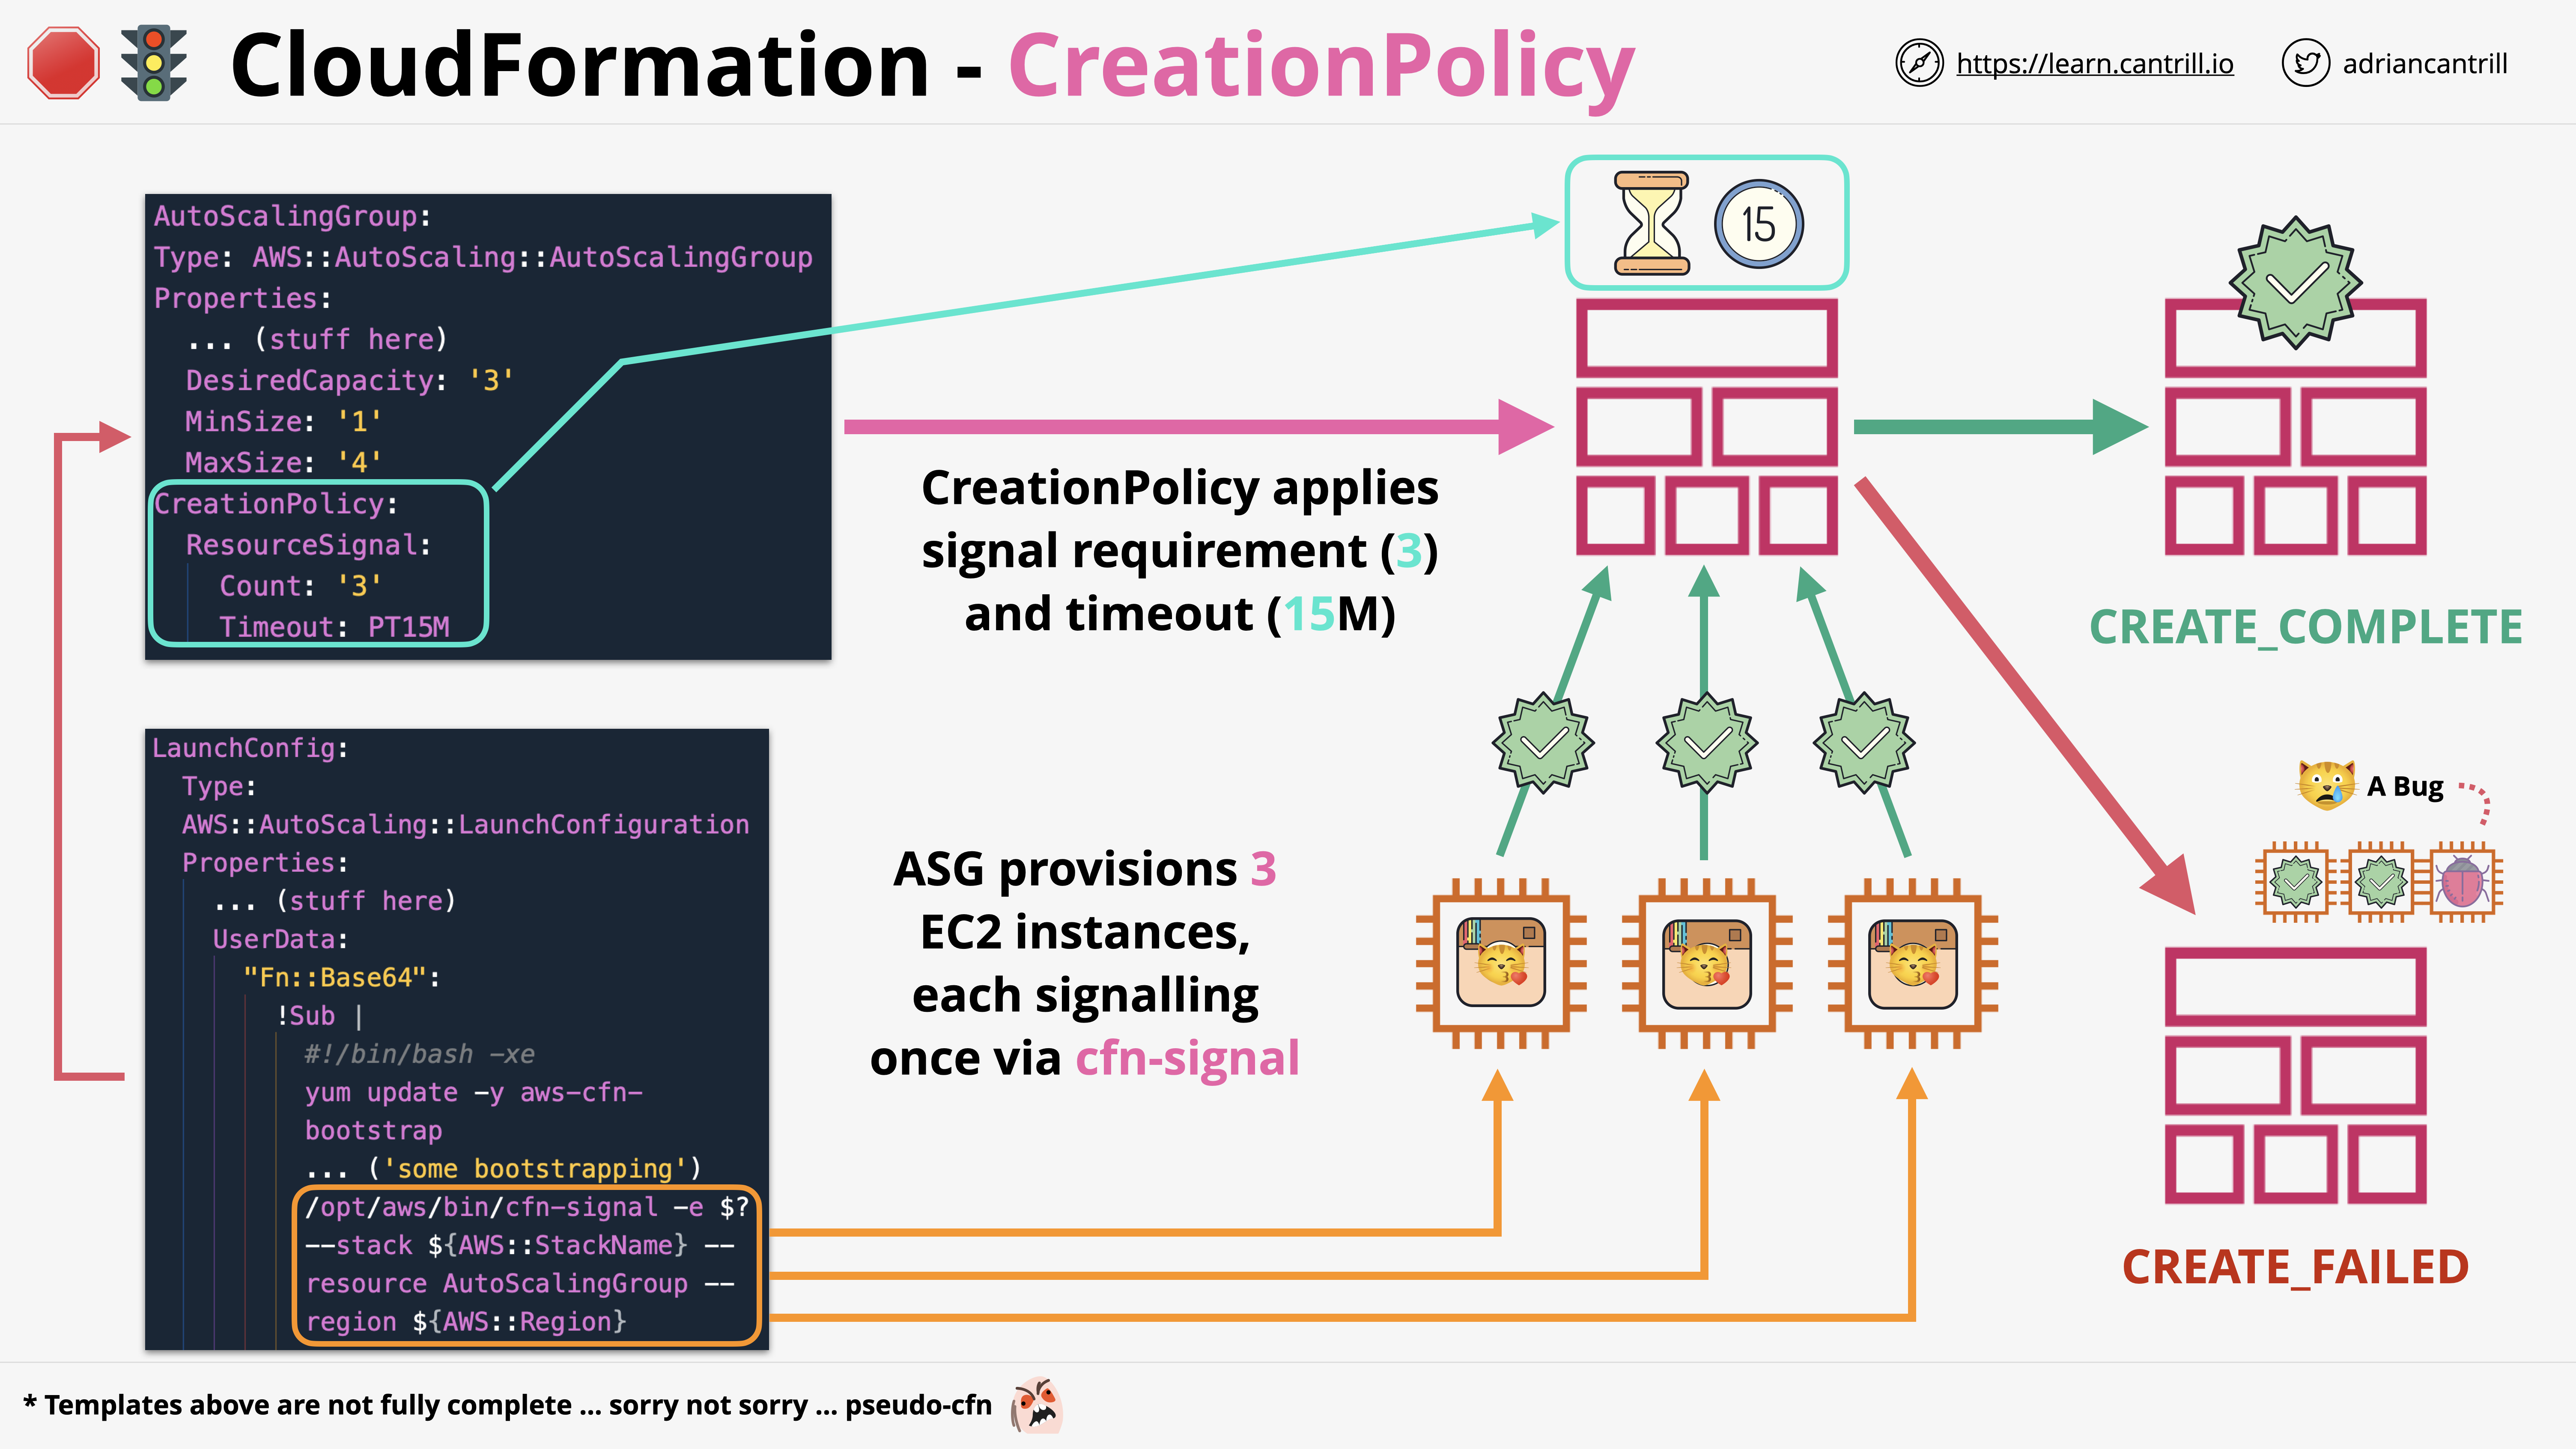 CloudFormation - CreationPolicy
https://learn.cantrill.io
adriancantrill
AutoScalingGroup:
Type: AWS::AutoScaling::AutoScalingGroup
Properties:
... (stuff here)
DesiredCapacity: '3'
MinSize: '1'
MaxSize: '4'
CreationPolicy:
ResourceSignal:
Count: '3'
Timeout: PT15M
15
CreationPolicy applies
signal requirement (3)
and timeout (15M)
CREATE_COMPLETE
LaunchConfig:
Type:
AWS::AutoScaling::LaunchConfiguration
Properties:
... (stuff here)
UserData:
"Fn::Base64":
!Sub |
#!/bin/bash -xe
yum update -y aws-cfn-
bootstrap
... ('some bootstrapping')
/opt/aws/bin/cfn-signal -e $?
--stack ${AWS::StackName} --
resource AutoScalingGroup --
region ${AWS::Region}
ASG provisions 3
EC2 instances,
each signalling
once via cfn-signal
A Bug
CREATE_FAILED
* Templates above are not fully complete ... sorry not sorry ... pseudo-cfn